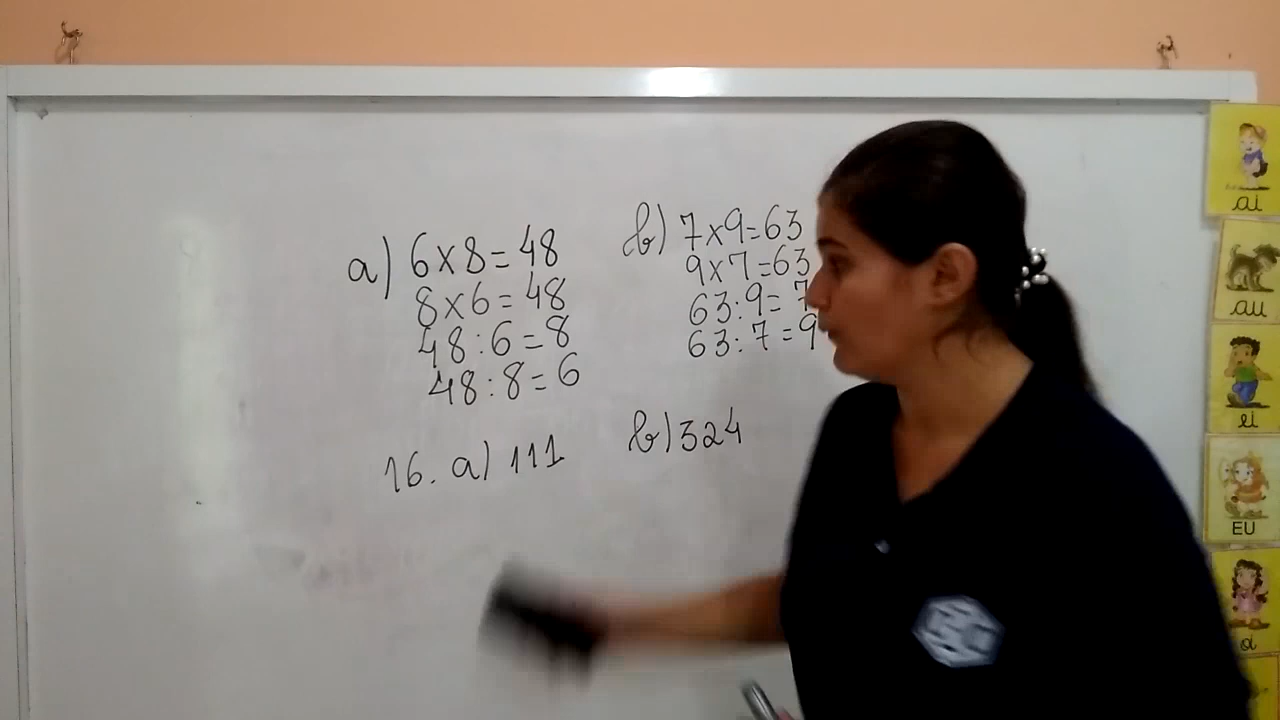 a) 6x8=48
8x6=48
48:6=8
48:8=6
b) 7x9=63
9x7=63
63:9=7
63:7=9
16. a) 111
b) 324
ai
au
ei
EU